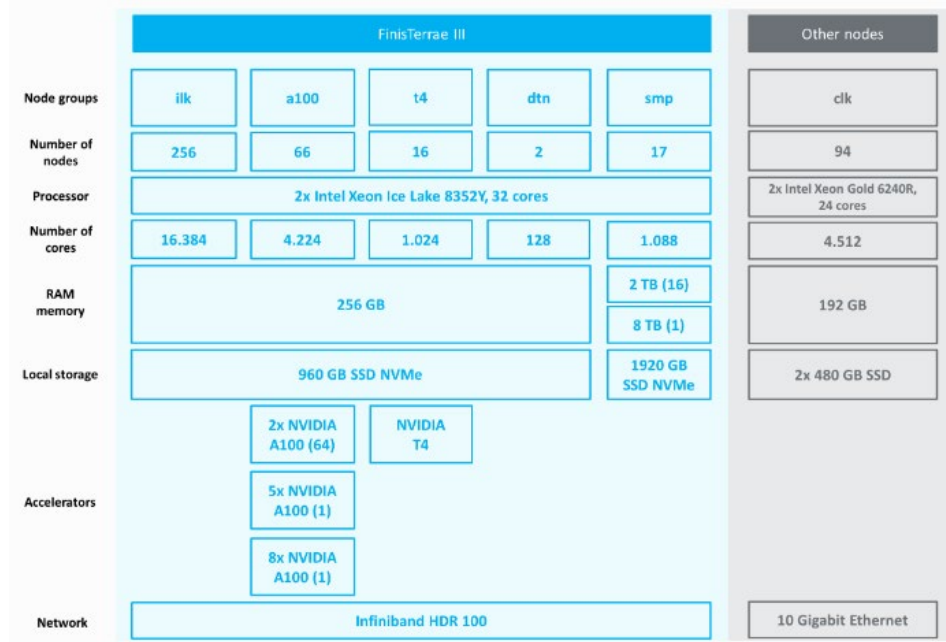 FinisTerrae III
Other nodes
Node groups
ilk
a100
t4
dtn
smp
clk
Number of
nodes
256
66
16
2
17
94
Processor
2x Intel Xeon Ice Lake 8352Y, 32 cores
2x Intel Xeon Gold 6240R,
24 cores
Number of
cores
16.384
4.224
1.024
128
1.088
4.512
RAM
memory
256 GB
2 TB (16)
8 TB (1)
192 GB
Local storage
960 GB SSD NVMe
1920 GB
SSD NVMe
2x 480 GB SSD
Accelerators
2x NVIDIA
A100 (64)
NVIDIA
T4
5x NVIDIA
A100 (1)
8x NVIDIA
A100 (1)
Network
Infiniband HDR 100
10 Gigabit Ethernet